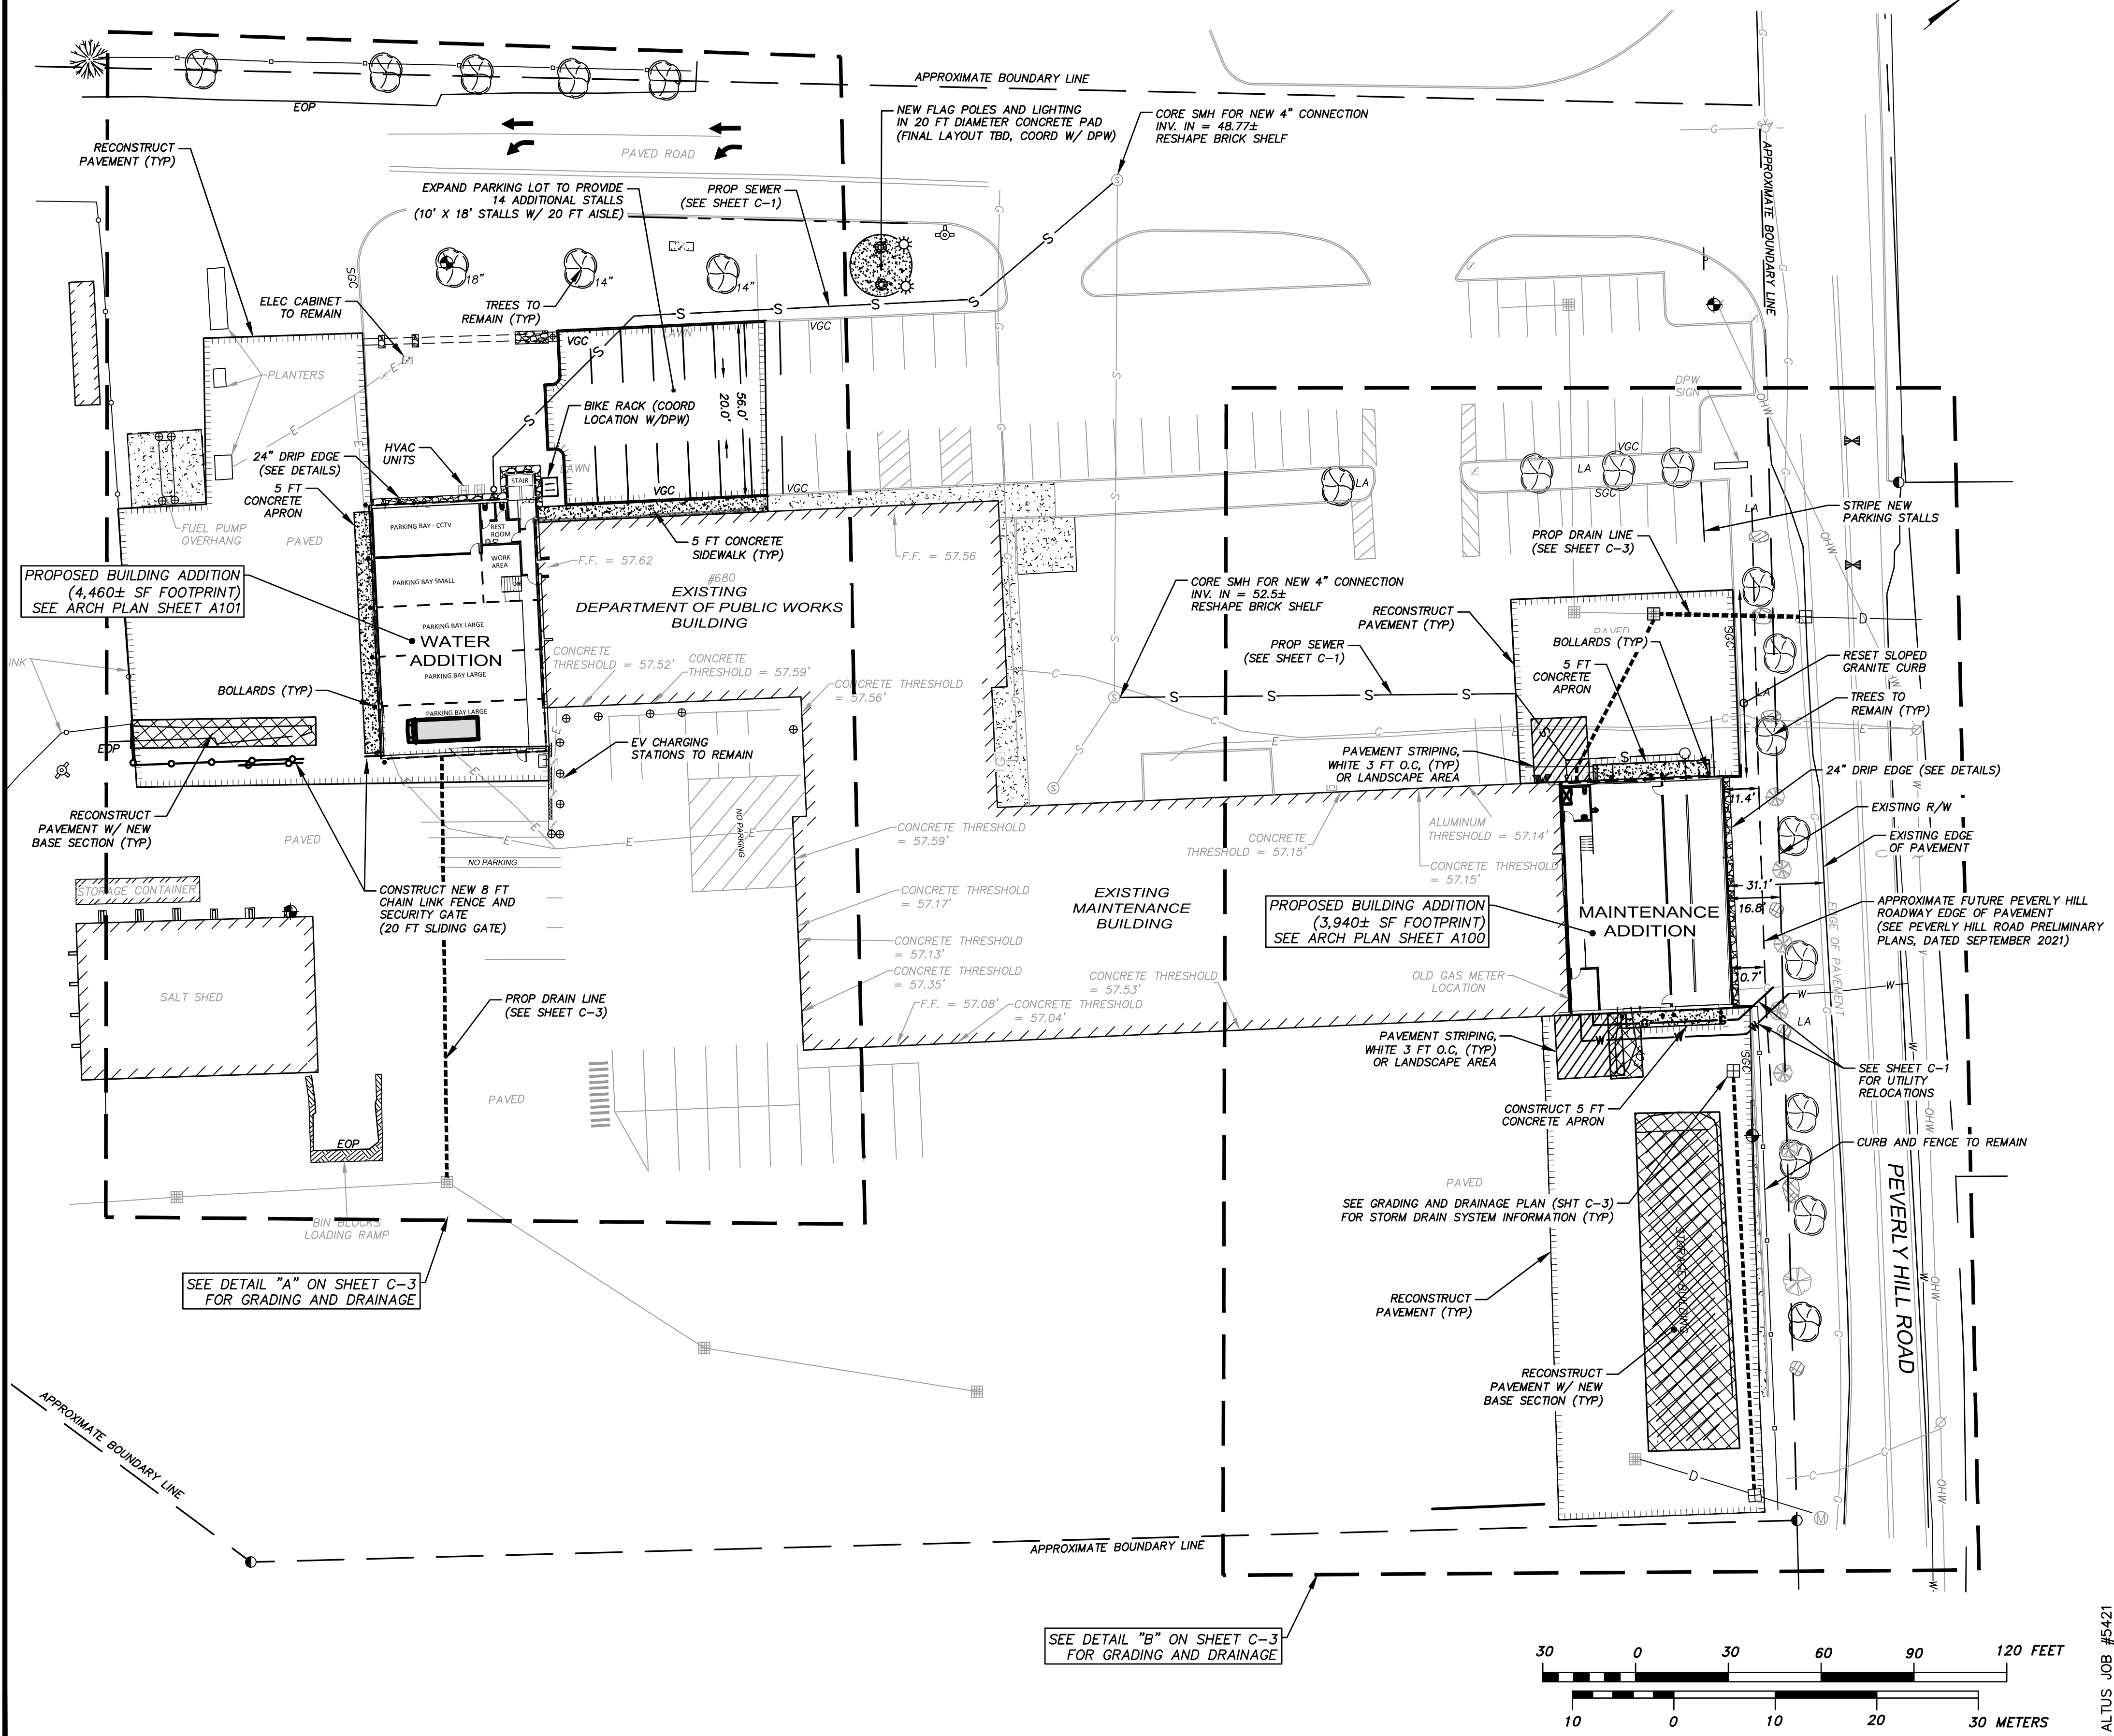 APPROXIMATE BOUNDARY LINE
EOP
NEW FLAG POLES AND LIGHTING
IN 20 FT DIAMETER CONCRETE PAD
(FINAL LAYOUT TBD, COORD W/ DPW)
CORE SMH FOR NEW 4" CONNECTION
INV. IN = 48.77±
RESHAPE BRICK SHELF
RECONSTRUCT
PAVEMENT (TYP)
PAVED ROAD
EXPAND PARKING LOT TO PROVIDE
14 ADDITIONAL STALLS
(10' X 18' STALLS W/ 20 FT AISLE)
PROP SEWER
(SEE SHEET C-1)
APPROXIMATE BOUNDARY LINE
SGC
18"
14"
14"
ELEC CABINET
TO REMAIN
TREES TO
REMAIN (TYP)
VGC
VGC
LAWN
PLANTERS
20.0'
56.0'
BIKE RACK (COORD
LOCATION W/DPW)
DPW
SIGN
HVAC
UNITS
24" DRIP EDGE
(SEE DETAILS)
5 FT
CONCRETE
APRON
LAWN
VGC
VGC
VGC
LA
SGC
LA
LA
STRIPE NEW
PARKING STALLS
FUEL PUMP
OVERHANG
PAVED
STAIR
PARKING BAY - CCTV
REST
ROOM
WORK
AREA
DN
PARKING BAY SMALL
PARKING BAY LARGE
WATER
ADDITION
PARKING BAY LARGE
PARKING BAY LARGE
5 FT CONCRETE
SIDEWALK (TYP)
F.F. = 57.62
F.F. = 57.56
PROP DRAIN LINE
(SEE SHEET C-3)
PROPOSED BUILDING ADDITION
(4,460± SF FOOTPRINT)
SEE ARCH PLAN SHEET A101
#680
EXISTING
DEPARTMENT OF PUBLIC WORKS
BUILDING
CORE SMH FOR NEW 4" CONNECTION
INV. IN = 52.5±
RESHAPE BRICK SHELF
RECONSTRUCT
PAVEMENT (TYP)
PAVED
BOLLARDS (TYP)
SGC
PROP SEWER
(SEE SHEET C-1)
5 FT
CONCRETE
APRON
RESET SLOPED
GRANITE CURB
LA
TREES TO
REMAIN (TYP)
CONCRETE
THRESHOLD = 57.52'
CONCRETE
THRESHOLD = 57.59'
CONCRETE THRESHOLD
= 57.56'
INK
BOLLARDS (TYP)
EOP
EV CHARGING
STATIONS TO REMAIN
PAVEMENT STRIPING,
WHITE 3 FT O.C, (TYP)
OR LANDSCAPE AREA
24" DRIP EDGE (SEE DETAILS)
11.4'
EXISTING R/W
EXISTING EDGE
OF PAVEMENT
RECONSTRUCT
PAVEMENT W/ NEW
BASE SECTION (TYP)
PAVED
NO PARKING
NO PARKING
CONCRETE THRESHOLD
= 57.59'
CONCRETE
THRESHOLD = 57.15'
ALUMINUM
THRESHOLD = 57.14'
CONCRETE THRESHOLD
= 57.15'
STORAGE CONTAINER
CONSTRUCT NEW 8 FT
CHAIN LINK FENCE AND
SECURITY GATE
(20 FT SLIDING GATE)
CONCRETE THRESHOLD
= 57.17'
EXISTING
MAINTENANCE
BUILDING
PROPOSED BUILDING ADDITION
(3,940± SF FOOTPRINT)
SEE ARCH PLAN SHEET A100
MAINTENANCE
ADDITION
31.1'
16.8'
APPROXIMATE FUTURE PEVERLY HILL
ROADWAY EDGE OF PAVEMENT
(SEE PEVERLY HILL ROAD PRELIMINARY
PLANS, DATED SEPTEMBER 2021)
EDGE OF PAVEMENT
CONCRETE THRESHOLD
= 57.13'
CONCRETE THRESHOLD
= 57.35'
CONCRETE THRESHOLD
= 57.53'
OLD GAS METER
LOCATION
SALT SHED
PROP DRAIN LINE
(SEE SHEET C-3)
F.F. = 57.08'
CONCRETE THRESHOLD
= 57.04'
LA
PAVEMENT STRIPING,
WHITE 3 FT O.C, (TYP)
OR LANDSCAPE AREA
SGC
SEE SHEET C-1
FOR UTILITY
RELOCATIONS
PAVED
CONSTRUCT 5 FT
CONCRETE APRON
EOP
CURB AND FENCE TO REMAIN
PEVERLY HILL ROAD
PAVED
SEE GRADING AND DRAINAGE PLAN (SHT C-3)
FOR STORM DRAIN SYSTEM INFORMATION (TYP)
BIN BLOCKS
LOADING RAMP
STORAGE BUILDING
SEE DETAIL "A" ON SHEET C-3
FOR GRADING AND DRAINAGE
RECONSTRUCT
PAVEMENT (TYP)
RECONSTRUCT
PAVEMENT W/ NEW
BASE SECTION (TYP)
APPROXIMATE BOUNDARY LINE
APPROXIMATE BOUNDARY LINE
SEE DETAIL "B" ON SHEET C-3
FOR GRADING AND DRAINAGE
30 0 30 60 90 120 FEET
10 0 10 20 30 METERS
ALTUS JOB #5421